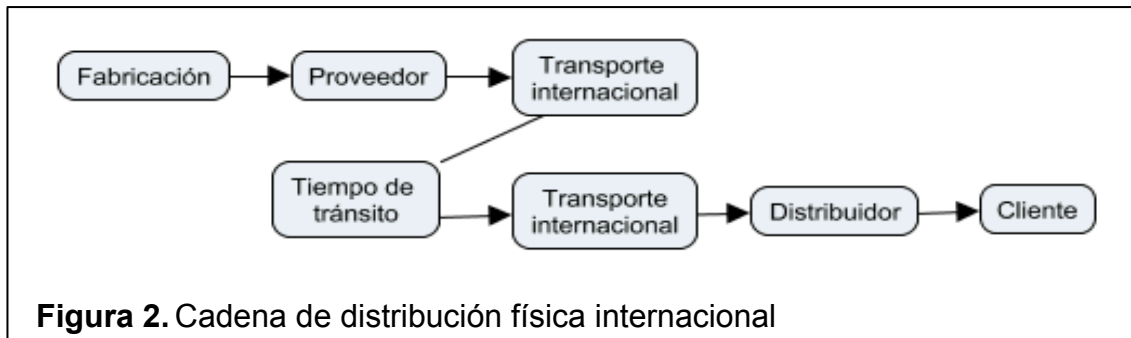 Fabricación
Proveedor
Transporte
internacional
Tiempo de
tránsito
Transporte
internacional
Distribuidor
Cliente
Figura 2. Cadena de distribución física internacional